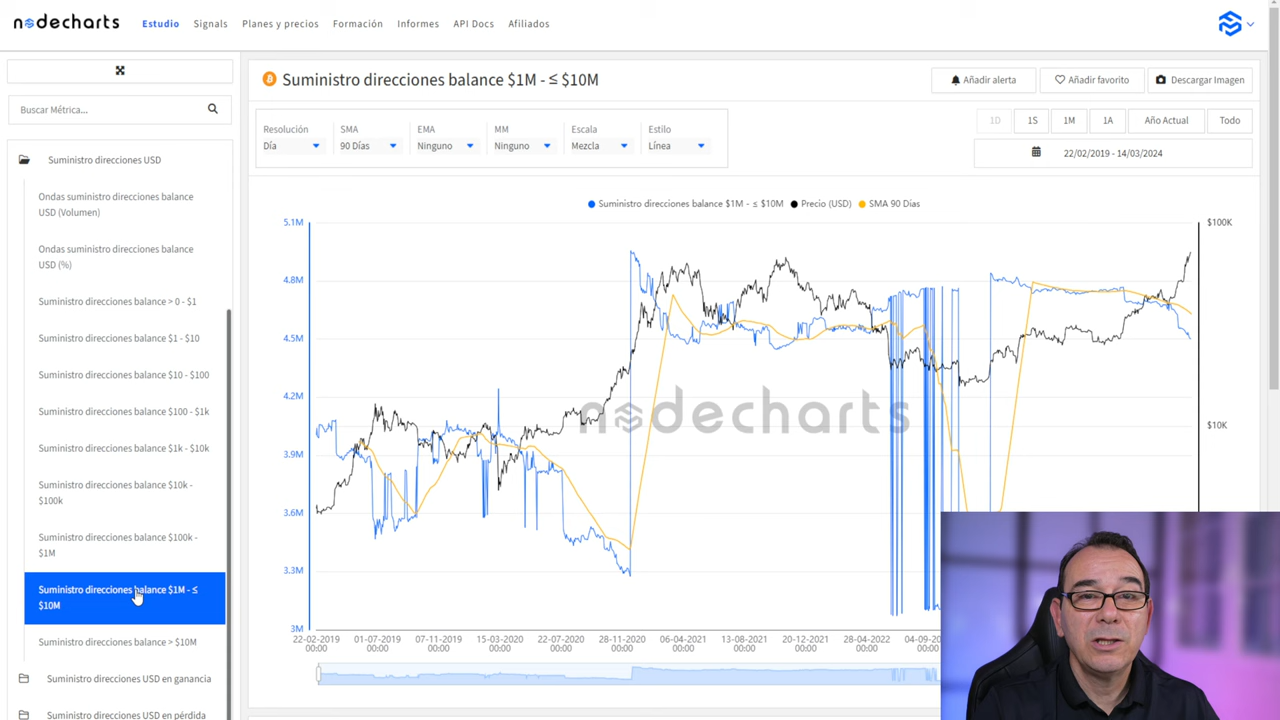 nodecharts
Estudio
Signals
Planes y precios
Formación
Informes
API Docs
Afiliados
Buscar Métrica...
Suministro direcciones USD
Ondas suministro direcciones balance
USD (Volumen)
Ondas suministro direcciones balance
USD (%)
Suministro direcciones balance > 0 - $1
Suministro direcciones balance $1 - $10
Suministro direcciones balance $10 - $100
Suministro direcciones balance $100 - $1k
Suministro direcciones balance $1k - $10k
Suministro direcciones balance $10k -
$100k
Suministro direcciones balance $100k -
$1M
Suministro direcciones balance $1M - ≤
$10M
Suministro direcciones balance > $10M
Suministro direcciones USD en ganancia
Suministro direcciones USD en pérdida
Suministro direcciones balance $1M - ≤ $10M
Añadir alerta
Añadir favorito
Descargar Imagen
Resolución
Día
SMA
90 Días
EMA
Ninguno
MM
Ninguno
Escala
Mezcla
Estilo
Línea
1D
1S
1M
1A
Año Actual
Todo
22/02/2019 - 14/03/2024
Suministro direcciones balance $1M - ≤ $10M
Precio (USD)
SMA 90 Días
5.1M
4.8M
4.5M
4.2M
3.9M
3.6M
3.3M
3M
$100K
$10K
nodecharts
22-02-2019
00:00
01-07-2019
00:00
07-11-2019
00:00
15-03-2020
00:00
22-07-2020
00:00
28-11-2020
00:00
06-04-2021
00:00
13-08-2021
00:00
20-12-2021
00:00
28-04-2022
00:00
04-09-20
00:00